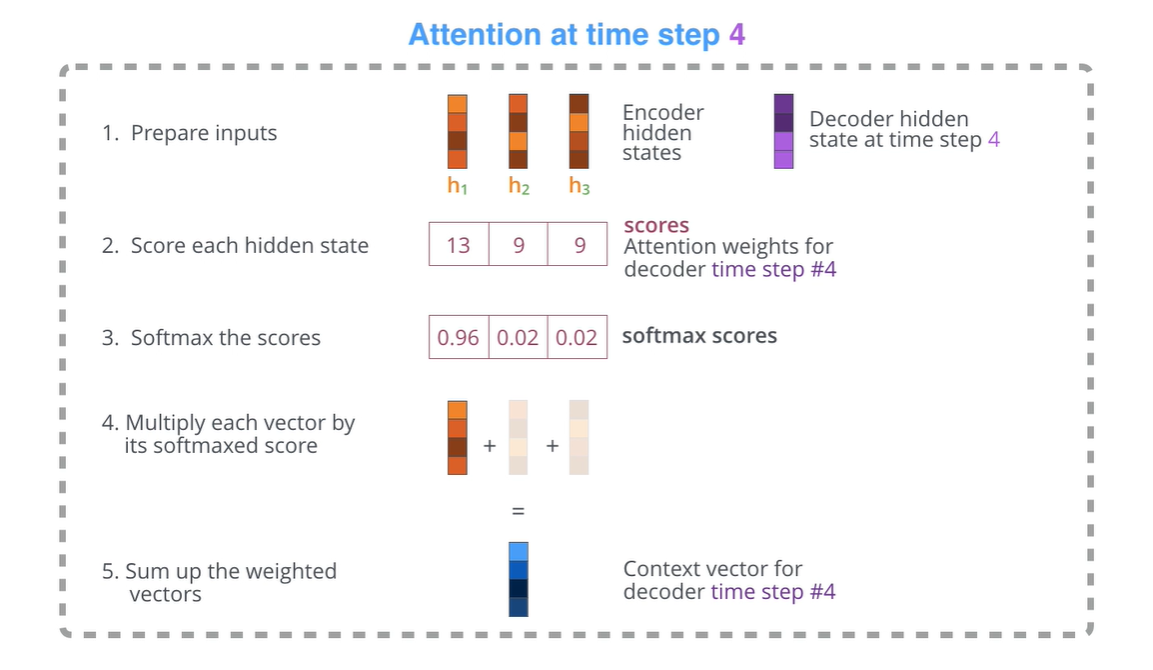 Attention at time step 4
1. Prepare inputs
Encoder
hidden
states
Decoder hidden
state at time step 4
h₁ h₂ h₃
2. Score each hidden state
13 9 9
scores
Attention weights for
decoder time step #4
3. Softmax the scores
0.96 0.02 0.02
softmax scores
4. Multiply each vector by
its softmaxed score
+ +
=
5. Sum up the weighted
vectors
Context vector for
decoder time step #4